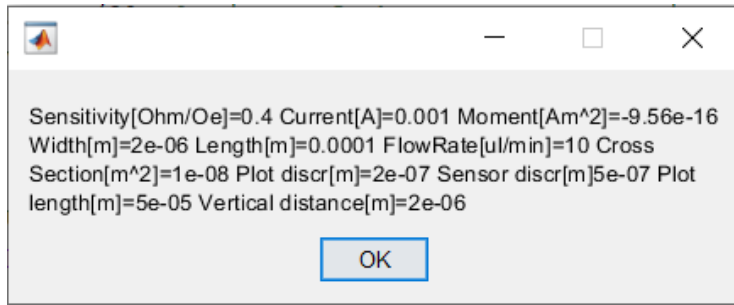 Sensitivity[Ohm/Oe]=0.4 Current[A]=0.001 Moment[Am^2]=-9.56e-16
Width[m]=2e-06 Length[m]=0.0001 FlowRate[ul/min]=10 Cross
Section[m^2]=1e-08 Plot discr[m]=2e-07 Sensor discr[m]5e-07 Plot
length[m]=5e-05 Vertical distance[m]=2e-06
OK